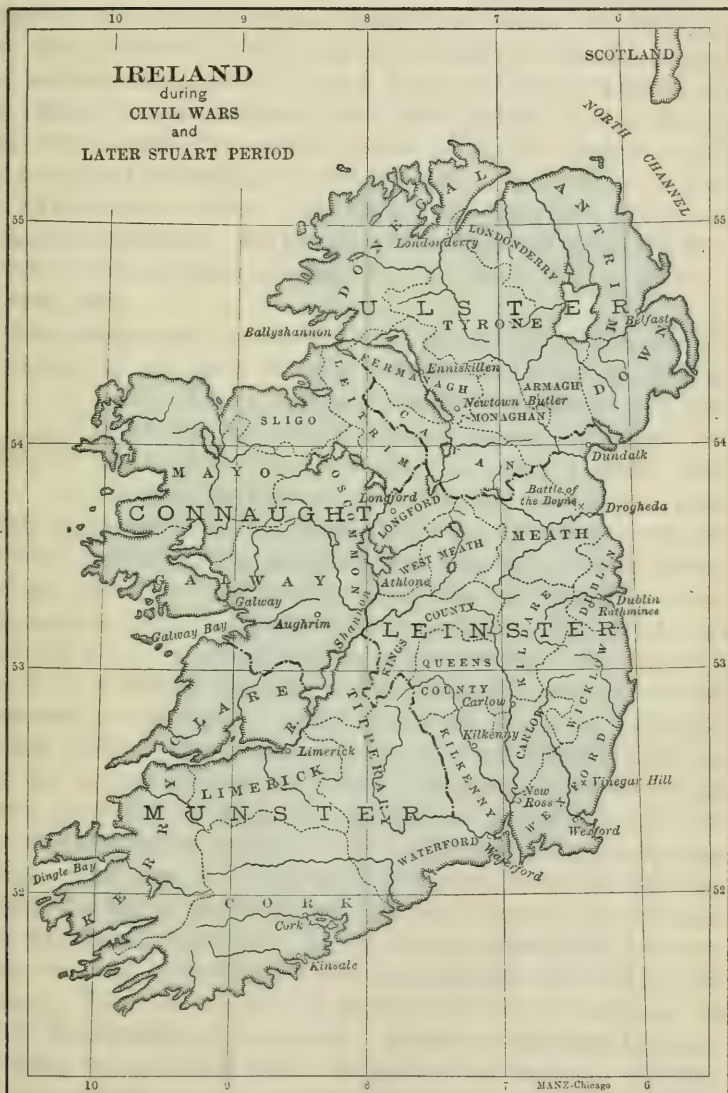 10 9 8 7 6
IRELAND
during
CIVIL WARS
and
LATER STUART PERIOD
SCOTLAND
NORTH
CHANNEL
55
55
DONEGAL
Londonderry
LONDONDERRY
ANTRIM
ULSTER
TYRONE
Belfast
Ballyshannon
DOWN
FERMANAGH
Enniskillen
ARMAGH
LEITRIM
Newtown Butler
MONAGHAN
SLIGO
CAVAN
54
54
Dundalk
MAYO
ROSCOMMON
Longford
LONGFORD
Battle of
the Boyne
Drogheda
CONNAUGHT
MEATH
WEST MEATH
GALWAY
Athlone
DUBLIN
Galway
Aughrim
Shannon
COUNTY
KILDARE
Dublin
Rathmines
Galway Bay
LEINSTER
KINGS
53
53
QUEENS
COUNTY
WICKLOW
CLARE
R.
TIPPERARY
Carlow
CARLOW
Kilkenny
KILKENNY
Limerick
LIMERICK
WEXFORD
Vinegar Hill
New
Ross
MUNSTER
Wexford
KERRY
WATERFORD
Waterford
Dingle Bay
52
52
CORK
Cork
Kinsale
10 9 8 7 MANZ-Chicago 6